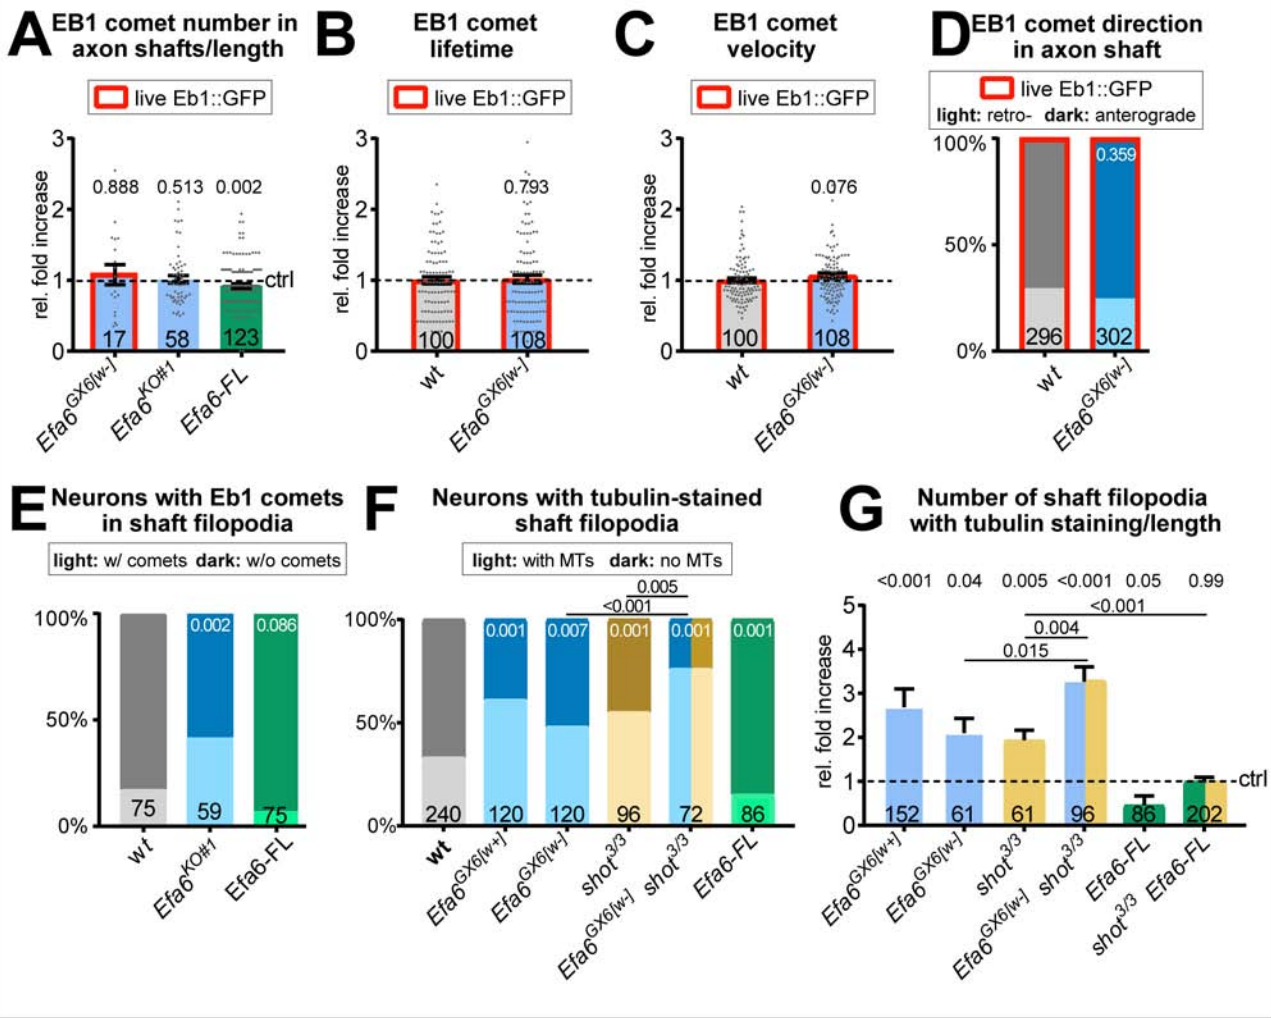 A EB1 comet number in
axon shafts/length
live Eb1::GFP
rel. fold increase
3
2
1
0
0.888 0.513 0.002
ctrl
17 58 123
Efa6GX6[w-]
Efa6KO#1
Efa6-FL
B EB1 comet
lifetime
live Eb1::GFP
rel. fold increase
3
2
1
0
0.793
100 108
wt
Efa6GX6[w-]
C EB1 comet
velocity
live Eb1::GFP
rel. fold increase
3
2
1
0
0.076
100 108
wt
Efa6GX6[w-]
D EB1 comet direction
in axon shaft
live Eb1::GFP
light: retro- dark: anterograde
100%
50%
0%
0.359
296 302
wt
Efa6GX6[w-]
E Neurons with Eb1 comets
in shaft filopodia
light: w/ comets dark: w/o comets
100%
50%
0%
0.002 0.086
75 59 75
wt
Efa6KO#1
Efa6-FL
F Neurons with tubulin-stained
shaft filopodia
light: with MTs dark: no MTs
0.005
<0.001
100%
50%
0%
0.001 0.007 0.001 0.001 0.001
240 120 120 96 72 86
wt
Efa6GX6[w+]
Efa6GX6[w-]
shot3/3
Efa6GX6[w-] shot3/3
Efa6-FL
G Number of shaft filopodia
with tubulin staining/length
<0.001 0.04 0.005 <0.001 0.05 0.99
<0.001
0.004
0.015
rel. fold increase
5
4
3
2
1
0
ctrl
152 61 61 96 86 202
Efa6GX6[w+]
Efa6GX6[w-]
shot3/3
Efa6GX6[w-] shot3/3
Efa6-FL
shot3/3 Efa6-FL